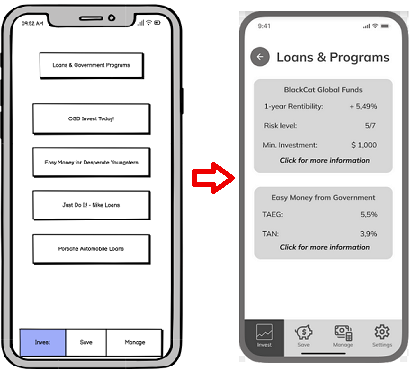 09:12 AM
Loans & Government Programs
GGD Invest Today!
Easy Money for Desperate Youngsters
Just Do It - Nike Loans
Porsche Automobile Loans
Invest Save Manage
9:41
Loans & Programs
BlackCat Global Funds
1-year Rentibility: + 5,49%
Risk level: 5/7
Min. Investment: $ 1,000
Click for more information
Easy Money from Government
TAEG: 5,5%
TAN: 3,9%
Click for more information
Invest Save Manage Settings